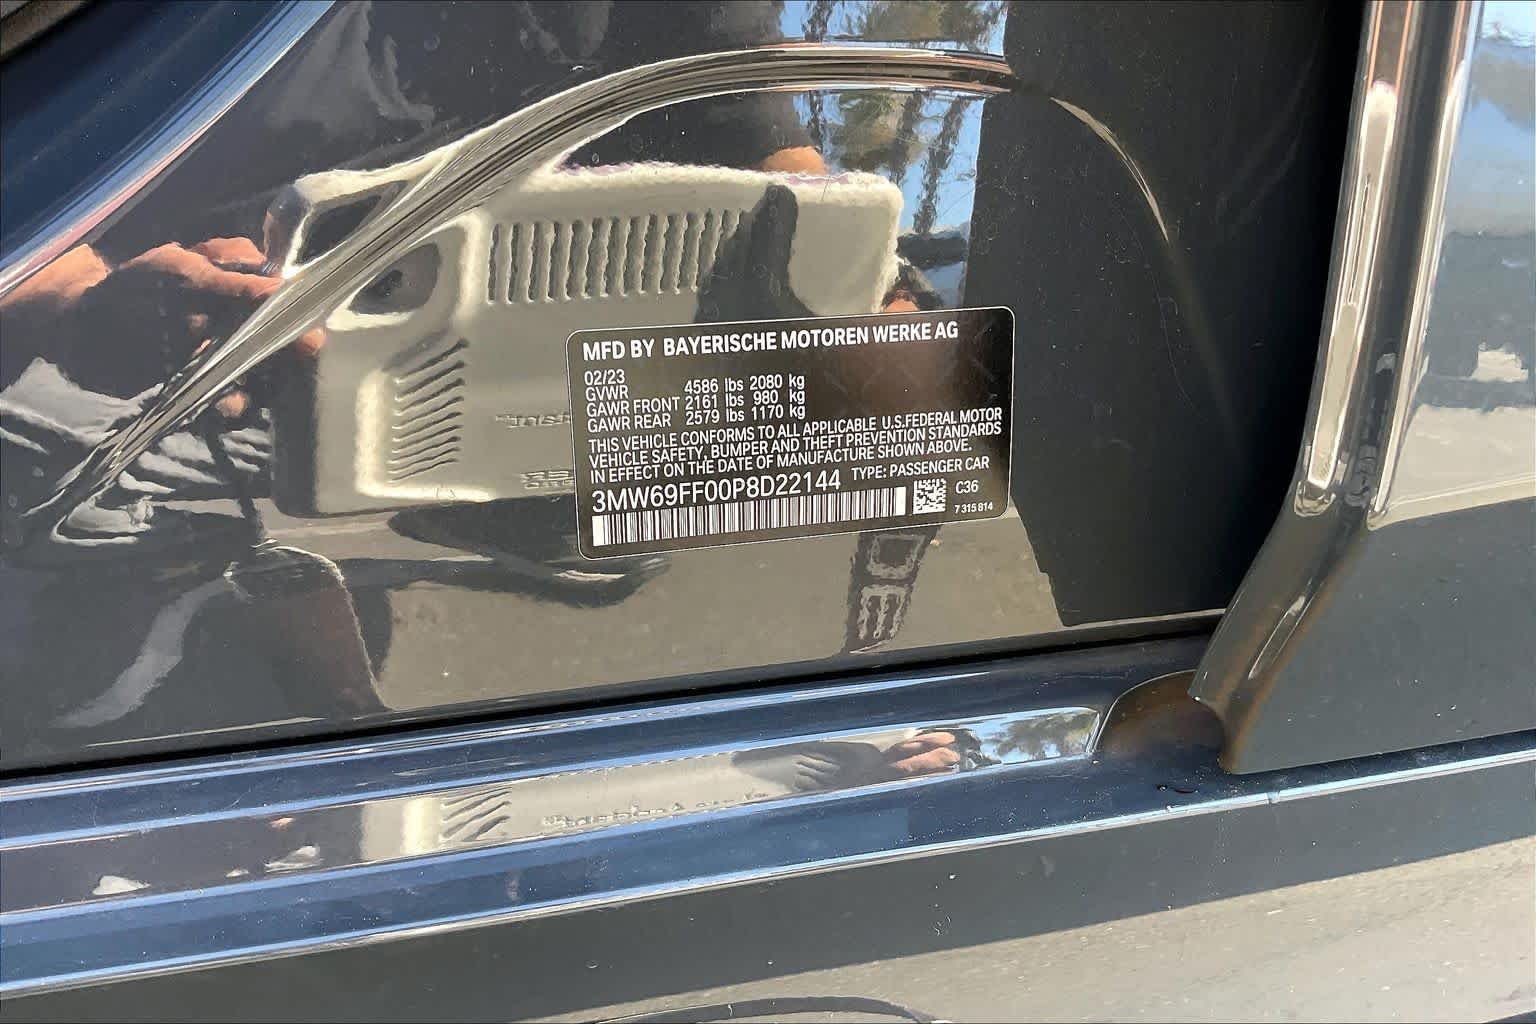 MFD BY BAYERISCHE MOTOREN WERKE AG
02/23
GVWR 4586 lbs 2080 kg
GAWR FRONT 2161 lbs 980 kg
GAWR REAR 2579 lbs 1170 kg
THIS VEHICLE CONFORMS TO ALL APPLICABLE U.S.FEDERAL MOTOR
VEHICLE SAFETY, BUMPER AND THEFT PREVENTION STANDARDS
IN EFFECT ON THE DATE OF MANUFACTURE SHOWN ABOVE.
3MW69FF00P8D22144 TYPE: PASSENGER CAR
C36
7 315 814